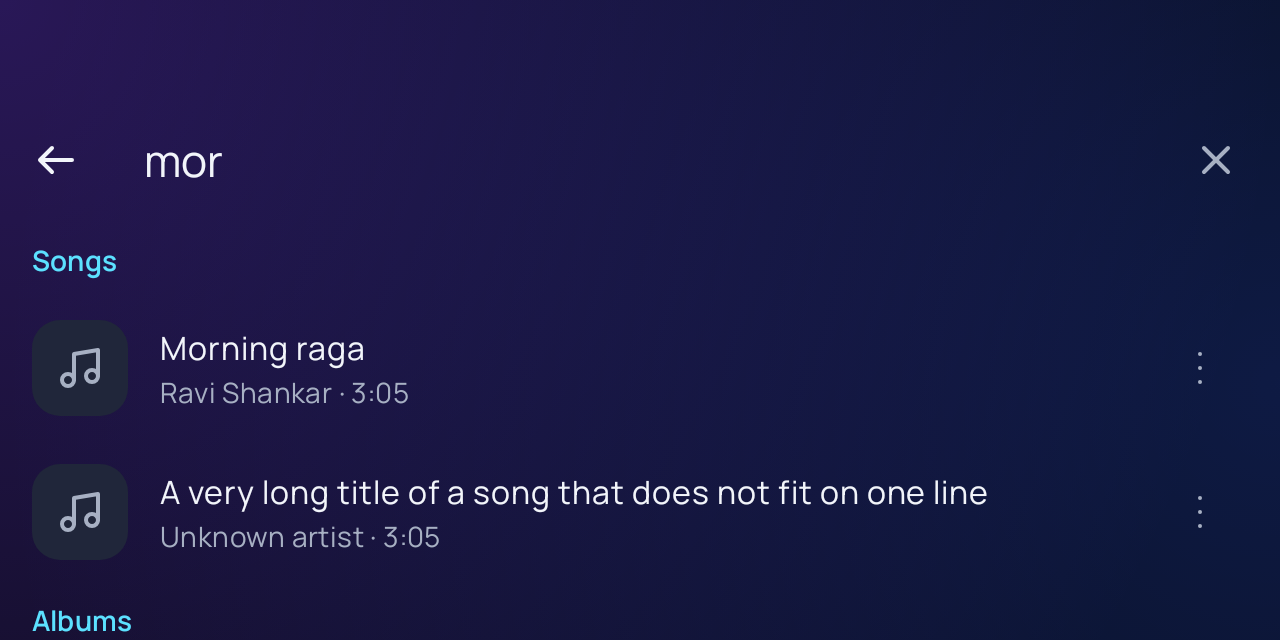 mor
Songs
Morning raga
Ravi Shankar · 3:05
A very long title of a song that does not fit on one line
Unknown artist · 3:05
Albums